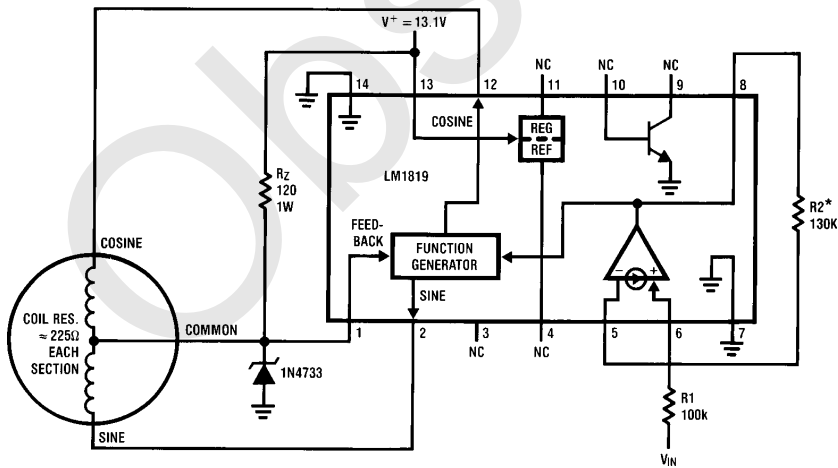 Obs
V+ = 13.1V
NC
NC
NC
14
13
12
11
10
9
8
COSINE
REG
REF
LM1819
RZ
120
1W
R2*
130K
FEED-
BACK
FUNCTION
GENERATOR
COSINE
SINE
- +
COIL RES.
≈ 225Ω
EACH
SECTION
COMMON
1
2
3
4
5
6
7
NC
NC
1N4733
R1
100k
SINE
VIN